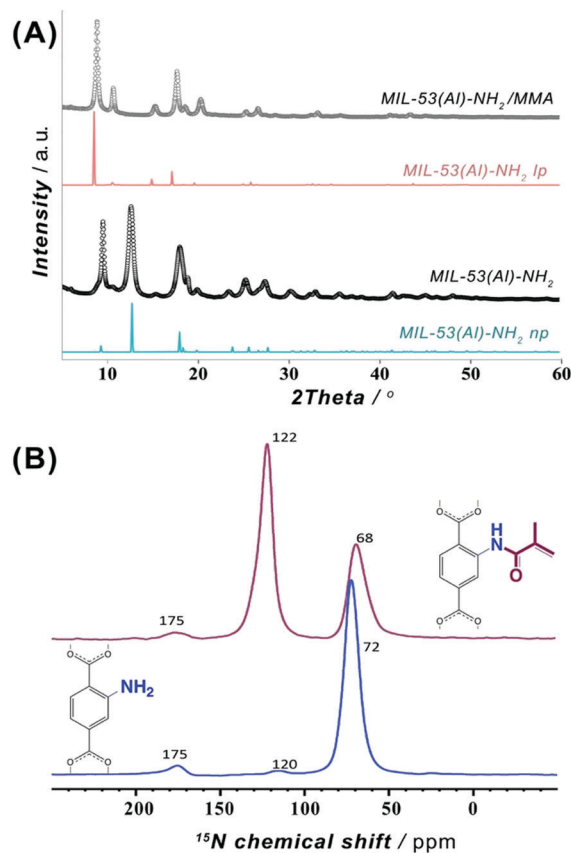 (A)
MIL-53(Al)-NH₂/MMA
MIL-53(Al)-NH₂ lp
MIL-53(Al)-NH₂
MIL-53(Al)-NH₂ np
Intensity / a.u.
10 20 30 40 50 60
2Theta / °
(B)
122
68
175
72
175
120
O O
H
N
O
O O
O O
NH₂
O O
200 150 100 50 0
¹⁵N chemical shift / ppm